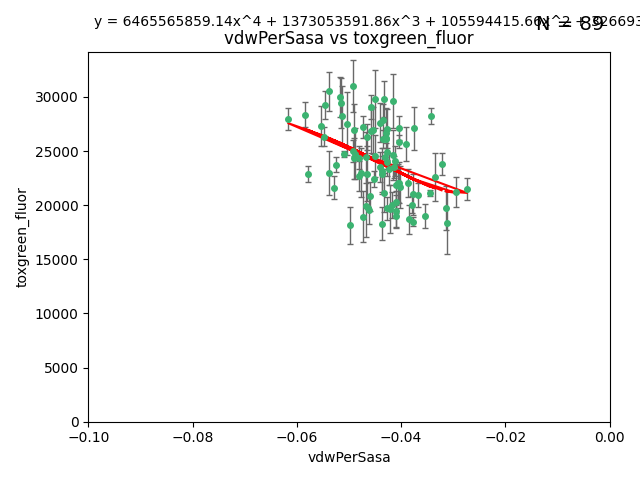 y = 6465565859.14x^4 + 1373053591.86x^3 + 105594415.66x^2 +
N = 89
vdwPerSasa vs toxgreen_fluor
toxgreen_fluor
30000
25000
20000
15000
10000
5000
0
−0.10 −0.08 −0.06 −0.04 −0.02 0.00
vdwPerSasa